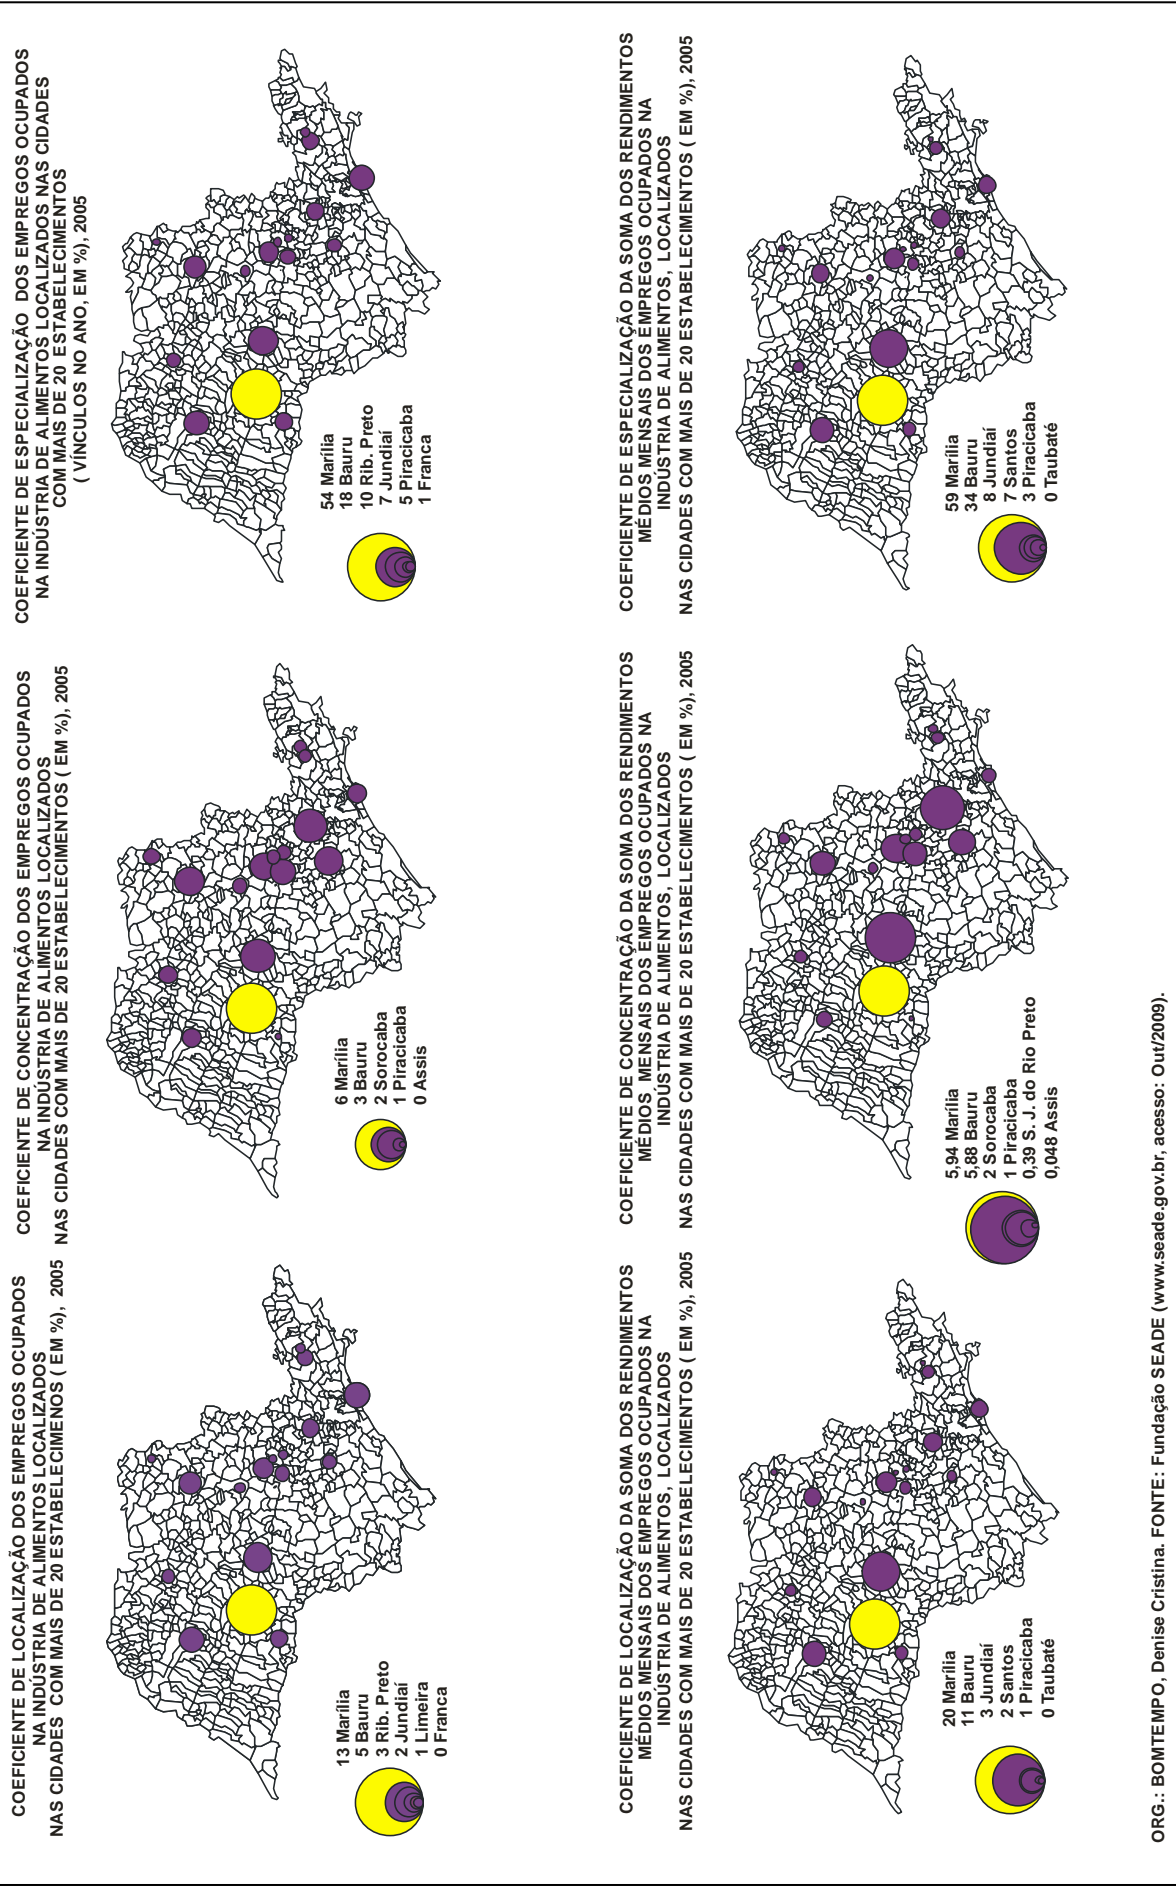 COEFICIENTE DE LOCALIZAÇÃO DOS EMPREGOS OCUPADOS
NA INDÚSTRIA DE ALIMENTOS LOCALIZADOS
NAS CIDADES COM MAIS DE 20 ESTABELECIMENOS ( EM %), 2005
13 Marília
5 Bauru
3 Rib. Preto
2 Jundiaí
1 Limeira
0 Franca
COEFICIENTE DE CONCENTRAÇÃO DOS EMPREGOS OCUPADOS
NA INDÚSTRIA DE ALIMENTOS LOCALIZADOS
NAS CIDADES COM MAIS DE 20 ESTABELECIMENTOS ( EM %), 2005
6 Marília
3 Bauru
2 Sorocaba
1 Piracicaba
0 Assis
COEFICIENTE DE ESPECIALIZAÇÃO DOS EMPREGOS OCUPADOS
NA INDÚSTRIA DE ALIMENTOS LOCALIZADOS NAS CIDADES
COM MAIS DE 20 ESTABELECIMENTOS
( VÍNCULOS NO ANO, EM %), 2005
54 Marília
18 Bauru
10 Rib. Preto
7 Jundiaí
5 Piracicaba
1 Franca
COEFICIENTE DE LOCALIZAÇÃO DA SOMA DOS RENDIMENTOS
MÉDIOS MENSAIS DOS EMPREGOS OCUPADOS NA
INDÚSTRIA DE ALIMENTO, LOCALIZADOS
NAS CIDADES COM MAIS DE 20 ESTABELECIMENTOS ( EM %), 2005
20 Marília
11 Bauru
3 Jundiaí
2 Santos
1 Piracicaba
0 Taubaté
COEFICIENTE DE CONCENTRAÇÃO DA SOMA DOS RENDIMENTOS
MÉDIOS MENSAIS DOS EMPREGOS OCUPADOS NA
INDÚSTRIA DE ALIMENTOS, LOCALIZADOS
NAS CIDADES COM MAIS DE 20 ESTABELECIMENTOS ( EM %), 2005
5,94 Marília
5,88 Bauru
2 Sorocaba
1 Piracicaba
0,39 S. J. do Rio Preto
0,048 Assis
COEFICIENTE DE ESPECIALIZAÇÃO DA SOMA DOS RENDIMENTOS
MÉDIOS MENSAIS DOS EMPREGOS OCUPADOS NA
INDÚSTRIA DE ALIMENTOS, LOCALIZADOS
NAS CIDADES COM MAIS DE 20 ESTABELECIMENTOS ( EM %), 2005
59 Marília
34 Bauru
8 Jundiaí
7 Santos
3 Piracicaba
0 Taubaté
ORG.: BOMTEMPO, Denise Cristina. FONTE: Fundação SEADE (www.seade.gov.br, acesso: Out/2009).